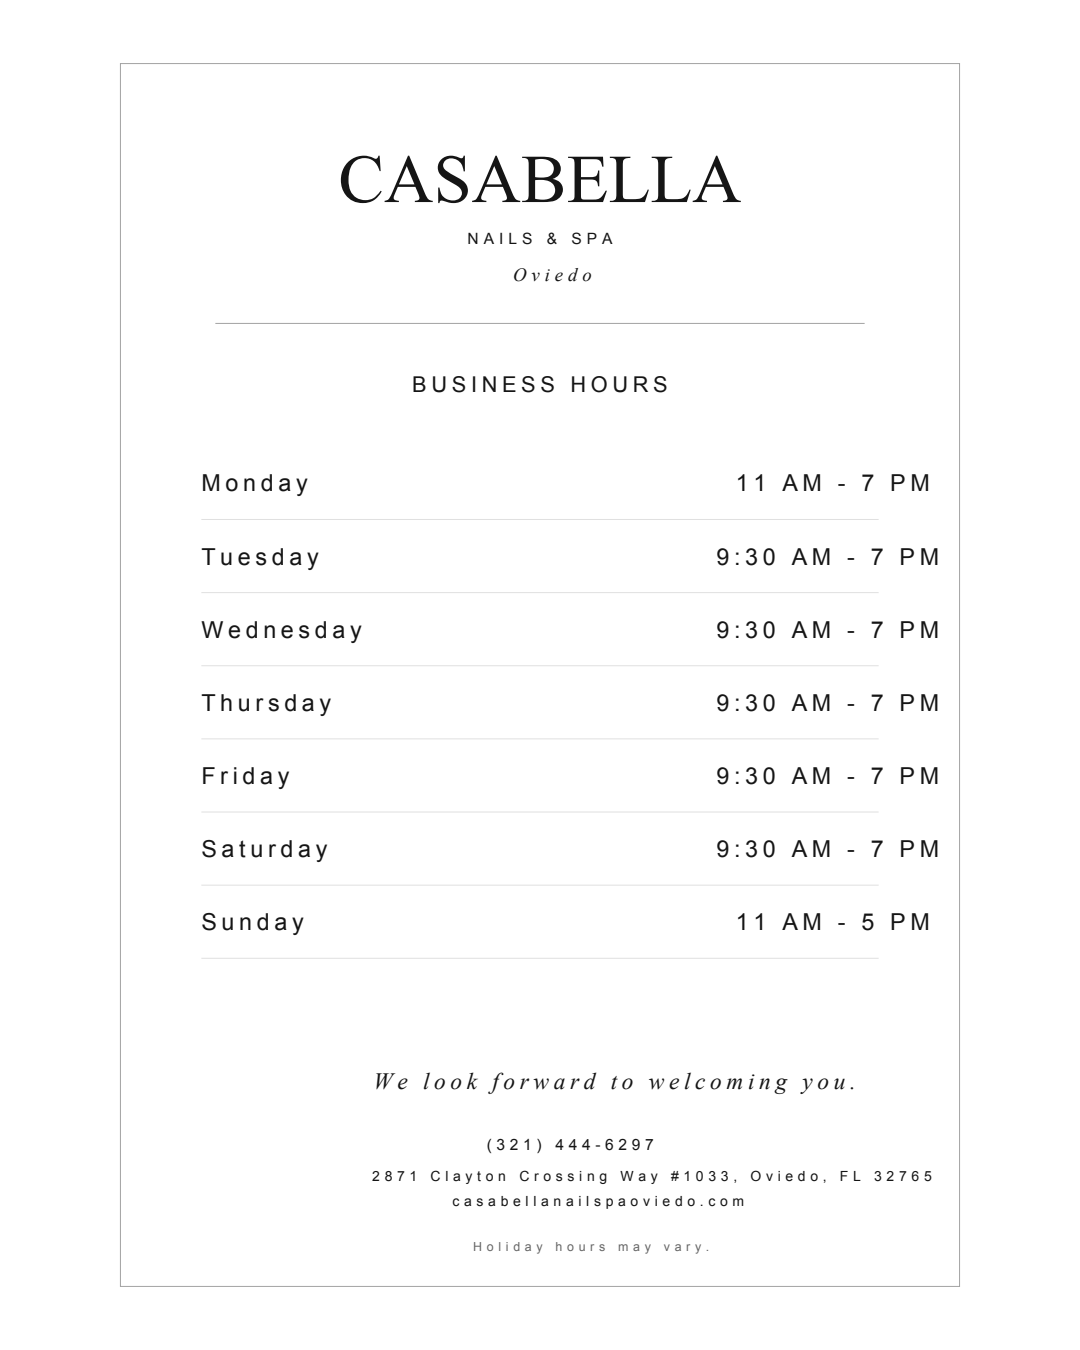 CASABELLA
NAILS & SPA
Oviedo
BUSINESS HOURS
Monday 11 AM - 7 PM
Tuesday 9:30 AM - 7 PM
Wednesday 9:30 AM - 7 PM
Thursday 9:30 AM - 7 PM
Friday 9:30 AM - 7 PM
Saturday 9:30 AM - 7 PM
Sunday 11 AM - 5 PM
We look forward to welcoming you.
(321) 444-6297
2871 Clayton Crossing Way #1033, Oviedo, FL 32765
casabellanailspaoviedo.com
Holiday hours may vary.